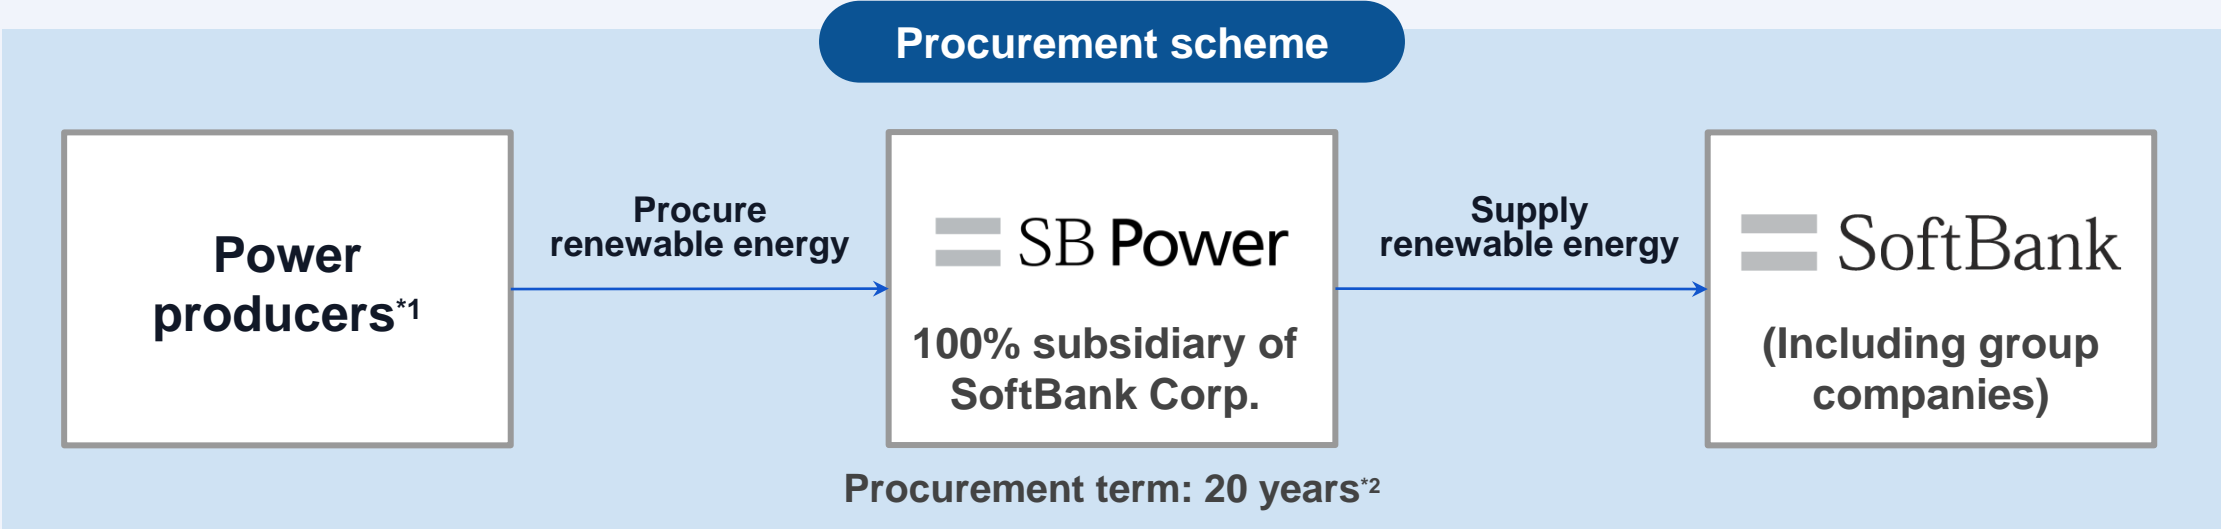 Procurement scheme
Power
producers*1
Procure
renewable energy
SB Power
100% subsidiary of
SoftBank Corp.
Supply
renewable energy
SoftBank
(Including group
companies)
Procurement term: 20 years*2